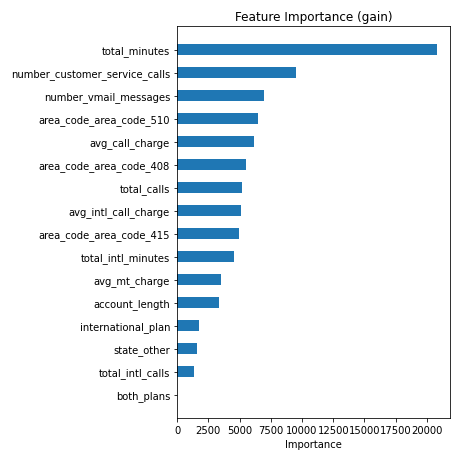 Feature Importance (gain)
total_minutes
number_customer_service_calls
number_vmail_messages
area_code_area_code_510
avg_call_charge
area_code_area_code_408
total_calls
avg_intl_call_charge
area_code_area_code_415
total_intl_minutes
avg_mt_charge
account_length
international_plan
state_other
total_intl_calls
both_plans
0 2500 5000 7500 10000 12500 15000 17500 20000
Importance